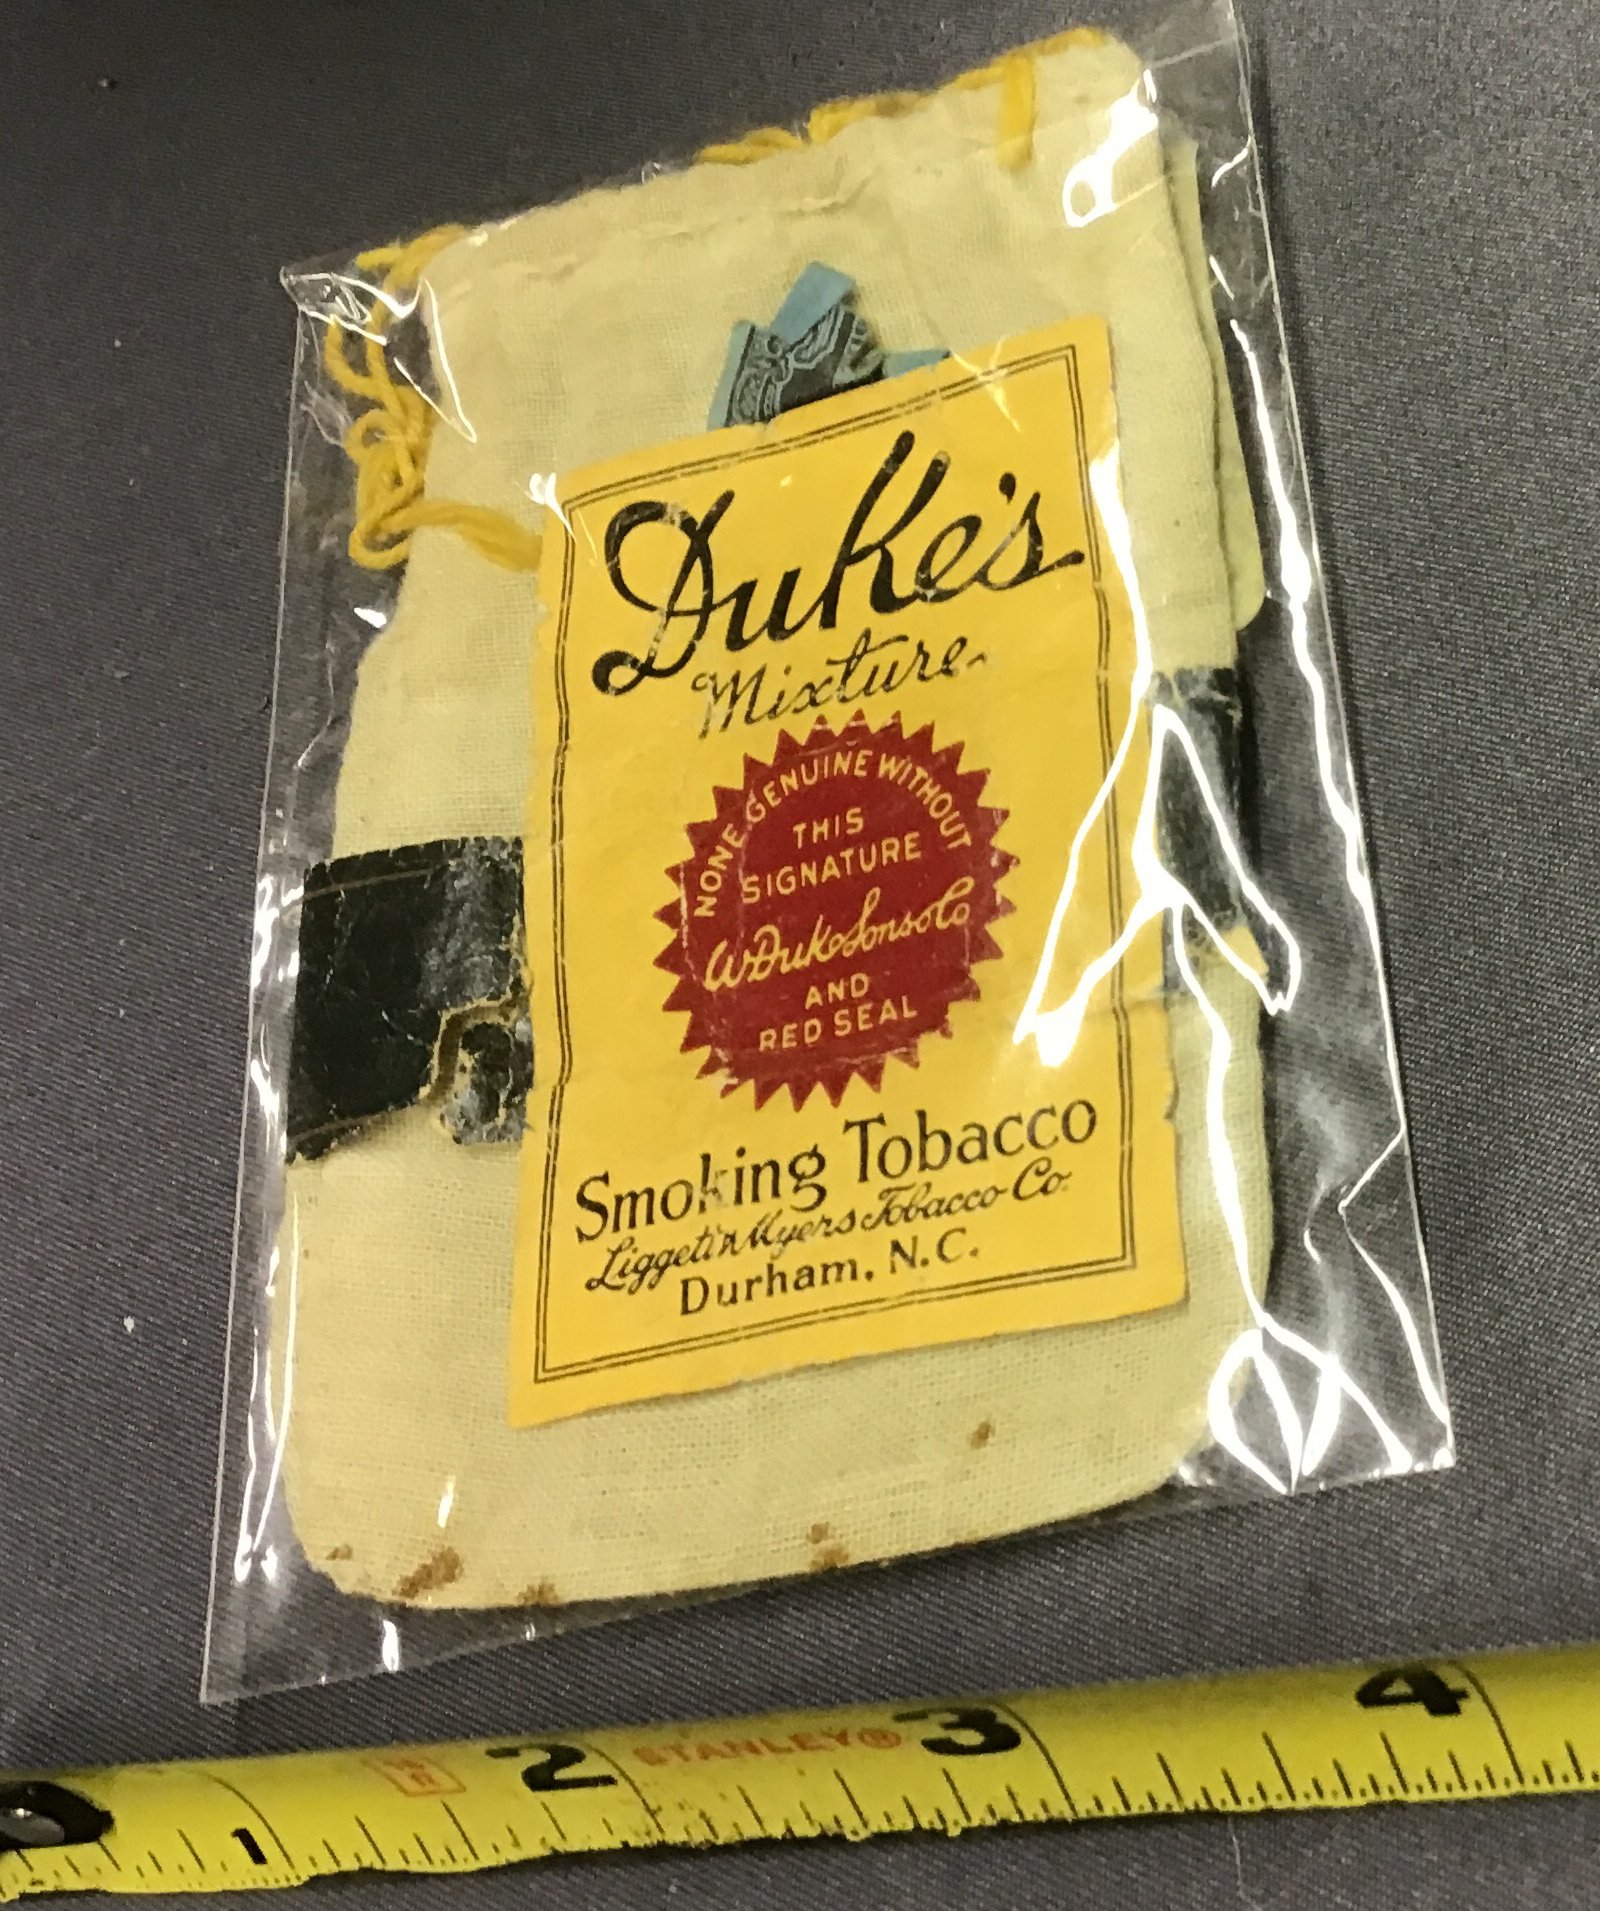 Duke's
Mixture
NONE GENUINE WITHOUT
THIS
SIGNATURE
W. Duke Sons & Co
AND
RED SEAL
Smoking Tobacco
Liggett & Myers Tobacco Co.
Durham, N.C.
1 2 STANLEY® 3 4